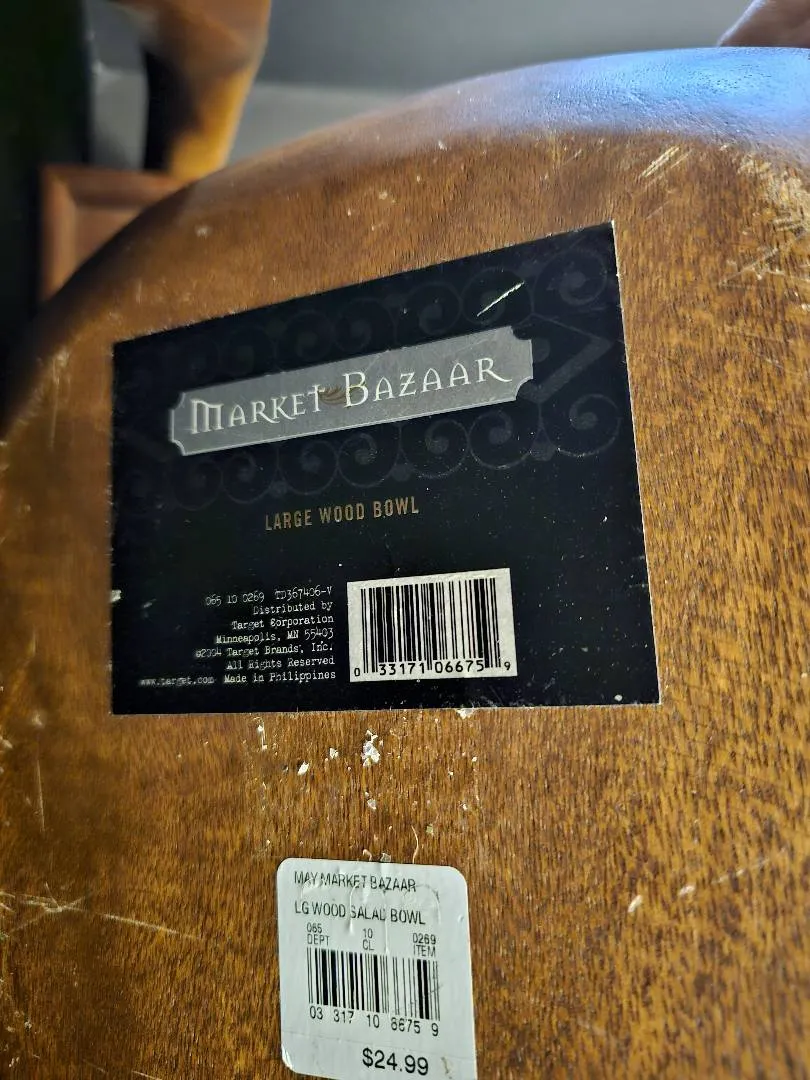 MARKET BAZAAR
LARGE WOOD BOWL
065 10 0269 TD367406-V
Distributed by
Target Corporation
Minneapolis, MN 55403
©2004 Target Brands, Inc.
All Rights Reserved
www.target.com Made in Philippines
0 33171 06675 9
MAY MARKET BAZAAR
LG WOOD SALAD BOWL
065 10 0269
DEPT CL ITEM
03 317 10 6675 9
$24.99